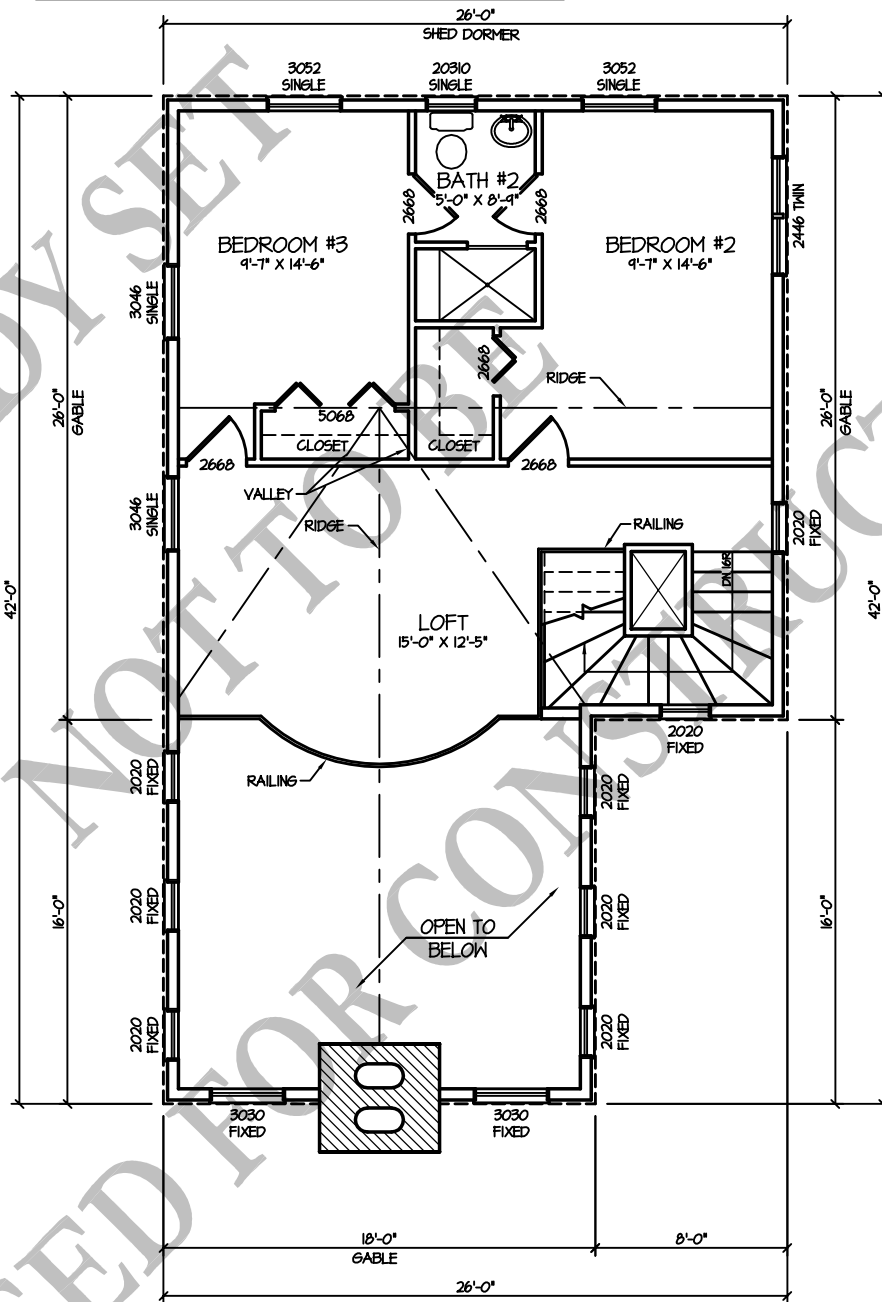 26'-0"
SHED DORMER
3052
SINGLE
20310
SINGLE
3052
SINGLE
BATH #2
5'-0" X 8'-9"
2668
2668
2446 TWIN
BEDROOM #3
9'-7" X 14'-6"
BEDROOM #2
9'-7" X 14'-6"
3046
SINGLE
26'-0"
GABLE
26'-0"
GABLE
2668
RIDGE
5068
CLOSET
CLOSET
2668
2668
VALLEY
3046
SINGLE
RIDGE
RAILING
2020
FIXED
DN 16R
42'-0"
42'-0"
LOFT
15'-0" X 12'-5"
2020
FIXED
RAILING
2020
FIXED
2020
FIXED
2020
FIXED
2020
FIXED
16'-0"
16'-0"
OPEN TO
BELOW
2020
FIXED
2020
FIXED
3030
FIXED
3030
FIXED
18'-0"
GABLE
8'-0"
26'-0"
SET
NOT TO BE
FOR CONSTRUCT